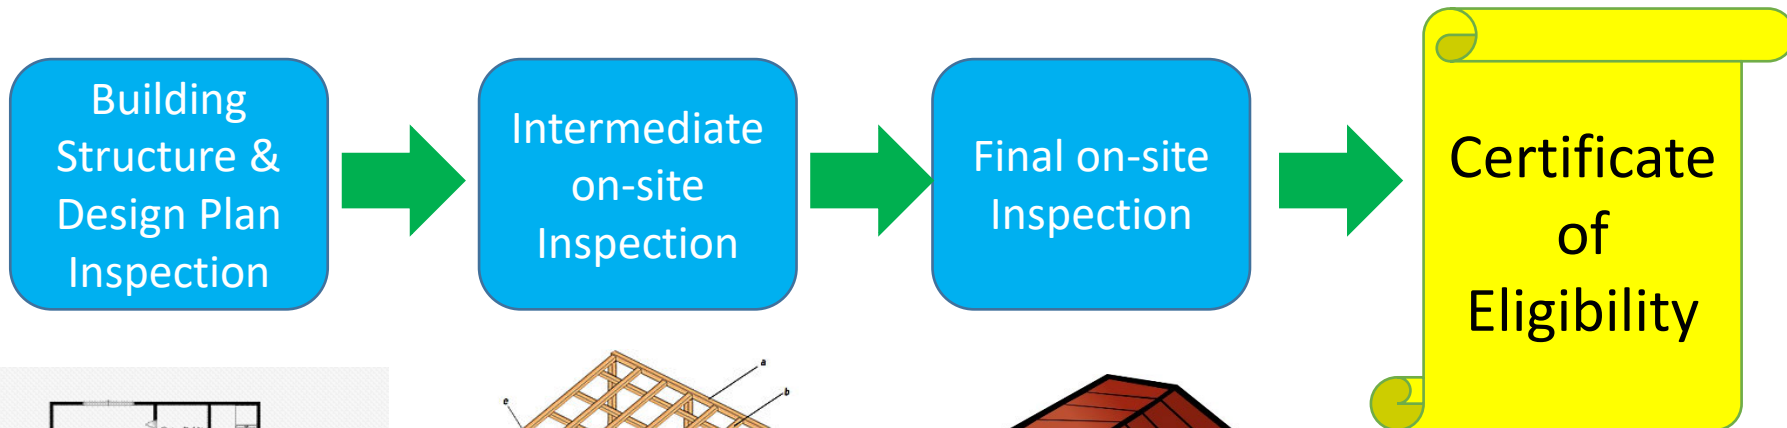 Building
Structure &
Design Plan
Inspection
Intermediate
on-site
Inspection
Final on-site
Inspection
Certificate
of
Eligibility
a
b
e